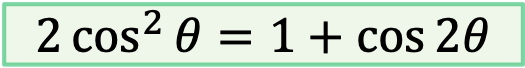 2 cos² θ = 1 + cos 2θ